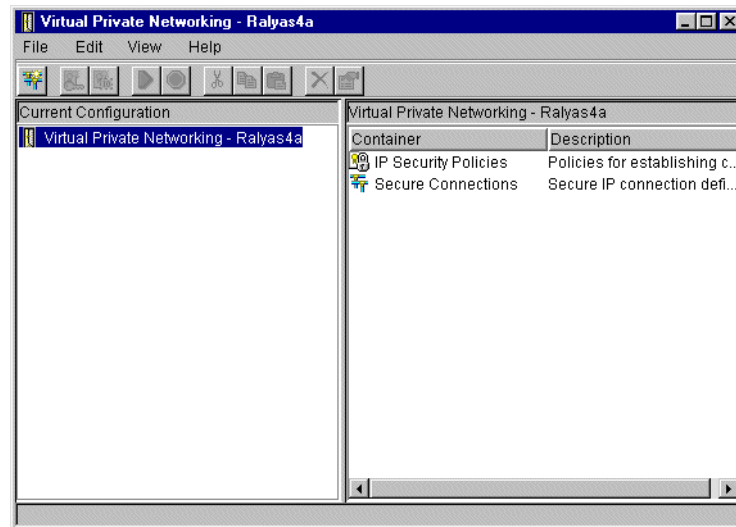 Virtual Private Networking - Ralyas4a
File Edit View Help
Current Configuration
Virtual Private Networking - Ralyas4a
Virtual Private Networking - Ralyas4a
Container Description
IP Security Policies Policies for establishing c...
Secure Connections Secure IP connection defi...